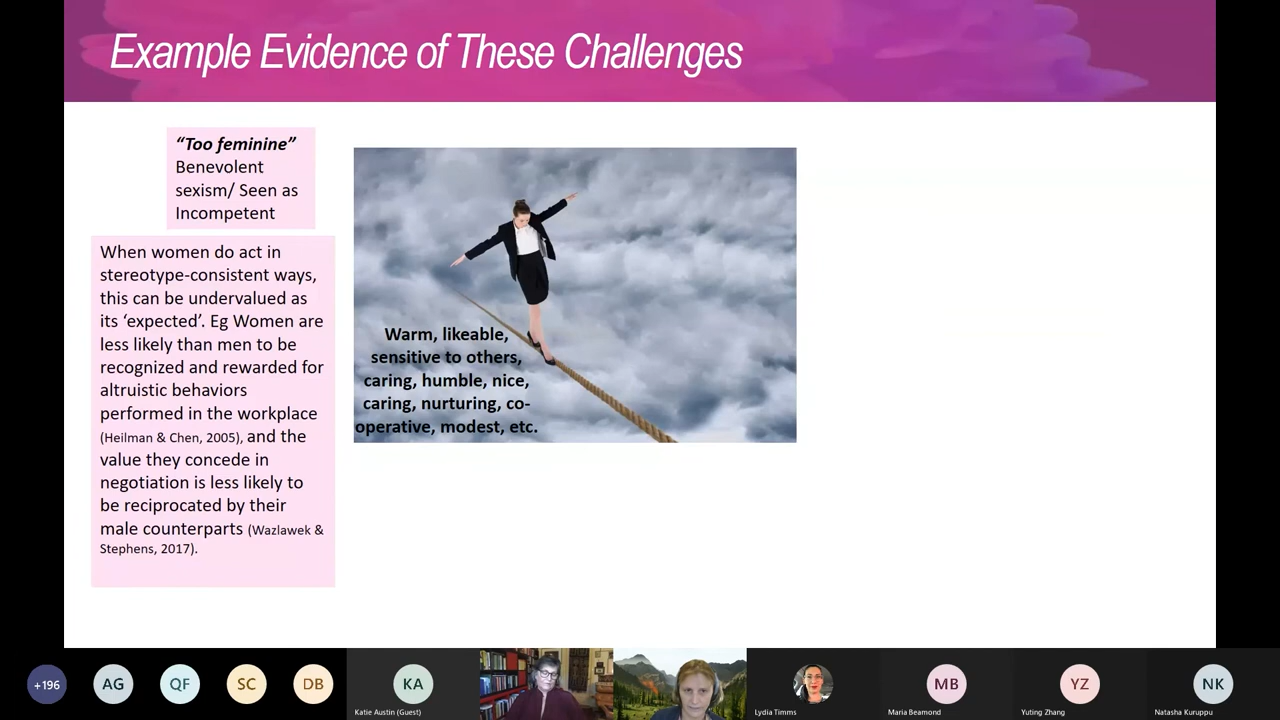 Example Evidence of These Challenges
“Too feminine”
Benevolent
sexism/ Seen as
Incompetent
When women do act in
stereotype-consistent ways,
this can be undervalued as
its ‘expected’. Eg Women are
less likely than men to be
recognized and rewarded for
altruistic behaviors
performed in the workplace
(Heilman & Chen, 2005), and the
value they concede in
negotiation is less likely to
be reciprocated by their
male counterparts (Wazlawek &
Stephens, 2017).
Warm, likeable,
sensitive to others,
caring, humble, nice,
caring, nurturing, co-
operative, modest, etc.
+196
AG
QF
SC
DB
KA
Katie Austin (Guest)
Lydia Timms
MB
Maria Beamond
YZ
Yuting Zhang
NK
Natasha Kuruppu